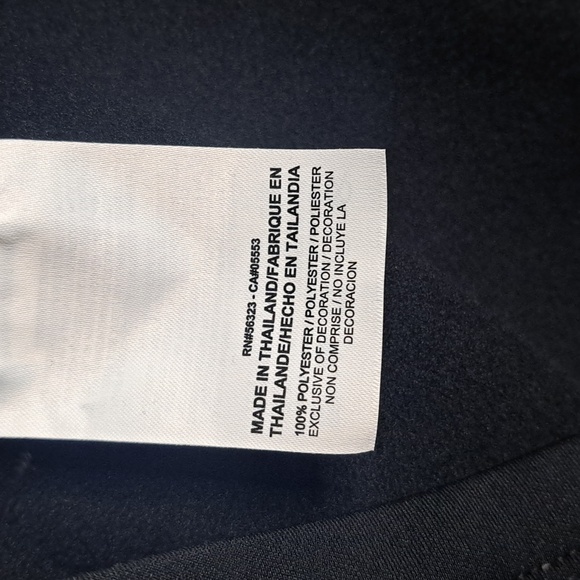 RN#56323 - CA#05553
MADE IN THAILAND/FABRIQUE EN
THAILANDE/HECHO EN TAILANDIA
100% POLYESTER / POLYESTER / POLIESTER
EXCLUSIVE OF DECORATION / DECORATION
NON COMPRISE / NO INCLUYE LA
DECORACION